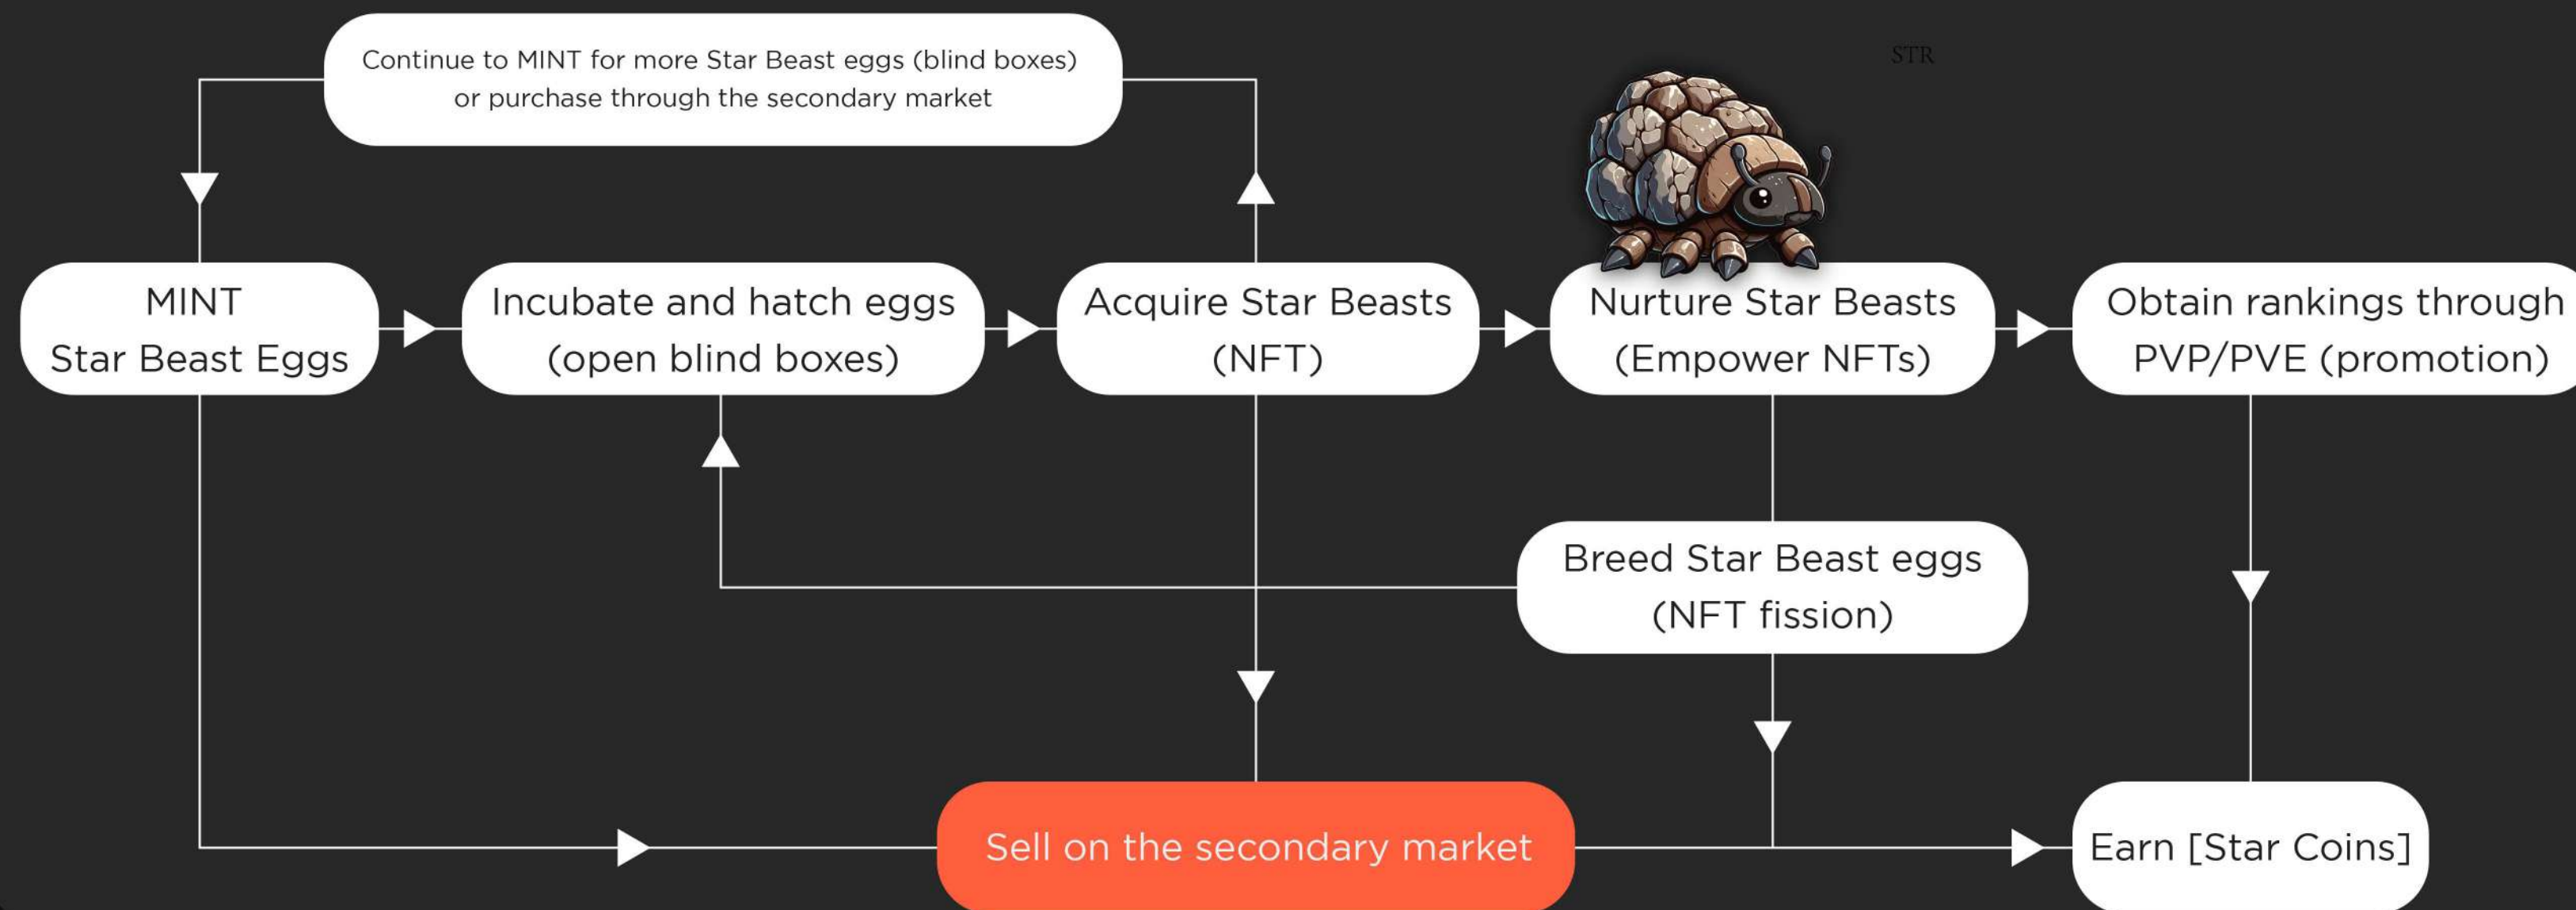 Continue to MINT for more Star Beast eggs (blind boxes)
or purchase through the secondary market
STR
MINT
Star Beast Eggs
Incubate and hatch eggs
(open blind boxes)
Acquire Star Beasts
(NFT)
Nurture Star Beasts
(Empower NFTs)
Obtain rankings through
PVP/PVE (promotion)
Breed Star Beast eggs
(NFT fission)
Sell on the secondary market
Earn [Star Coins]